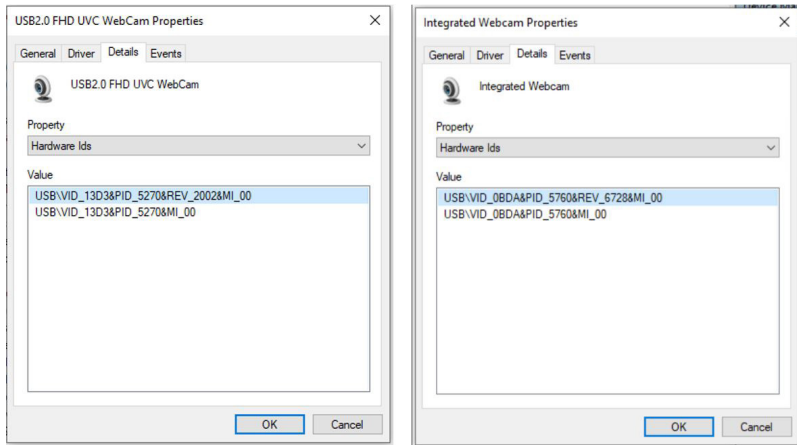 USB2.0 FHD UVC WebCam Properties
General Driver Details Events
USB2.0 FHD UVC WebCam
Property
Hardware Ids
Value
USB\VID_13D3&PID_5270&REV_2002&MI_00
USB\VID_13D3&PID_5270&MI_00
OK Cancel
Integrated Webcam Properties
General Driver Details Events
Integrated Webcam
Property
Hardware Ids
Value
USB\VID_0BDA&PID_5760&REV_6728&MI_00
USB\VID_0BDA&PID_5760&MI_00
OK Cancel